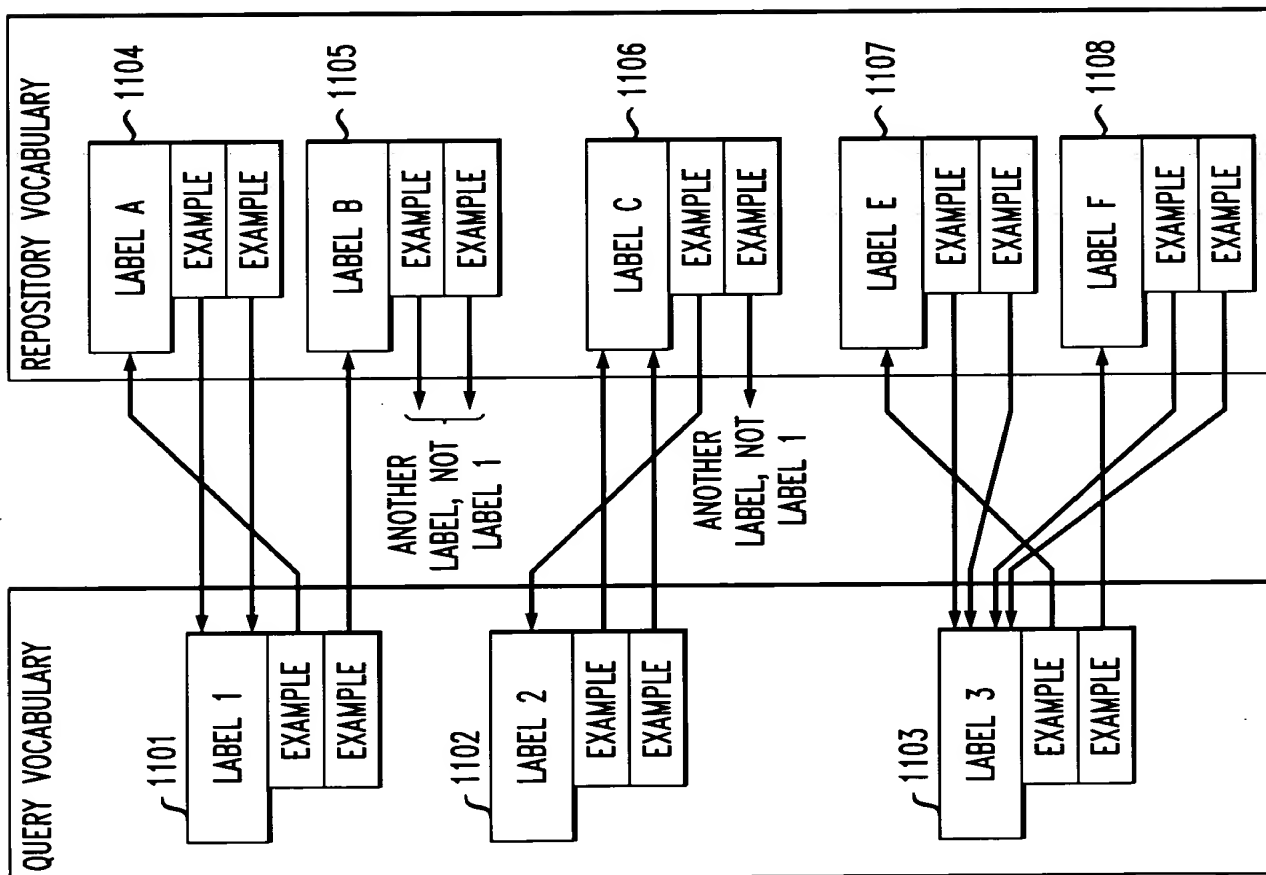 QUERY VOCABULARY
1101
LABEL 1
EXAMPLE
EXAMPLE
1102
LABEL 2
EXAMPLE
EXAMPLE
1103
LABEL 3
EXAMPLE
EXAMPLE
ANOTHER
LABEL, NOT
LABEL 1
ANOTHER
LABEL, NOT
LABEL 1
REPOSITORY VOCABULARY
LABEL A
1104
EXAMPLE
EXAMPLE
LABEL B
1105
EXAMPLE
EXAMPLE
LABEL C
1106
EXAMPLE
EXAMPLE
LABEL E
1107
EXAMPLE
EXAMPLE
LABEL F
1108
EXAMPLE
EXAMPLE